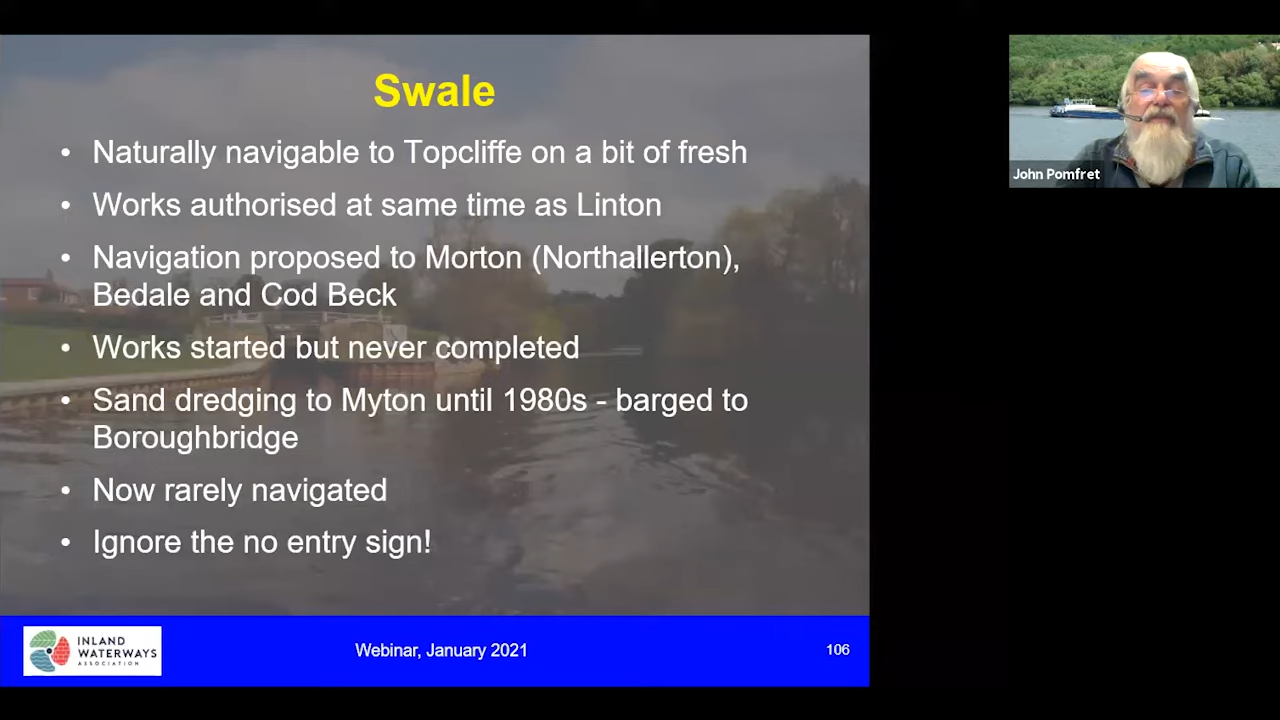 Swale
• Naturally navigable to Topcliffe on a bit of fresh
• Works authorised at same time as Linton
• Navigation proposed to Morton (Northallerton),
Bedale and Cod Beck
• Works started but never completed
• Sand dredging to Myton until 1980s - barged to
Boroughbridge
• Now rarely navigated
• Ignore the no entry sign!
INLAND
WATERWAYS
ASSOCIATION
Webinar, January 2021
106
John Pomfret